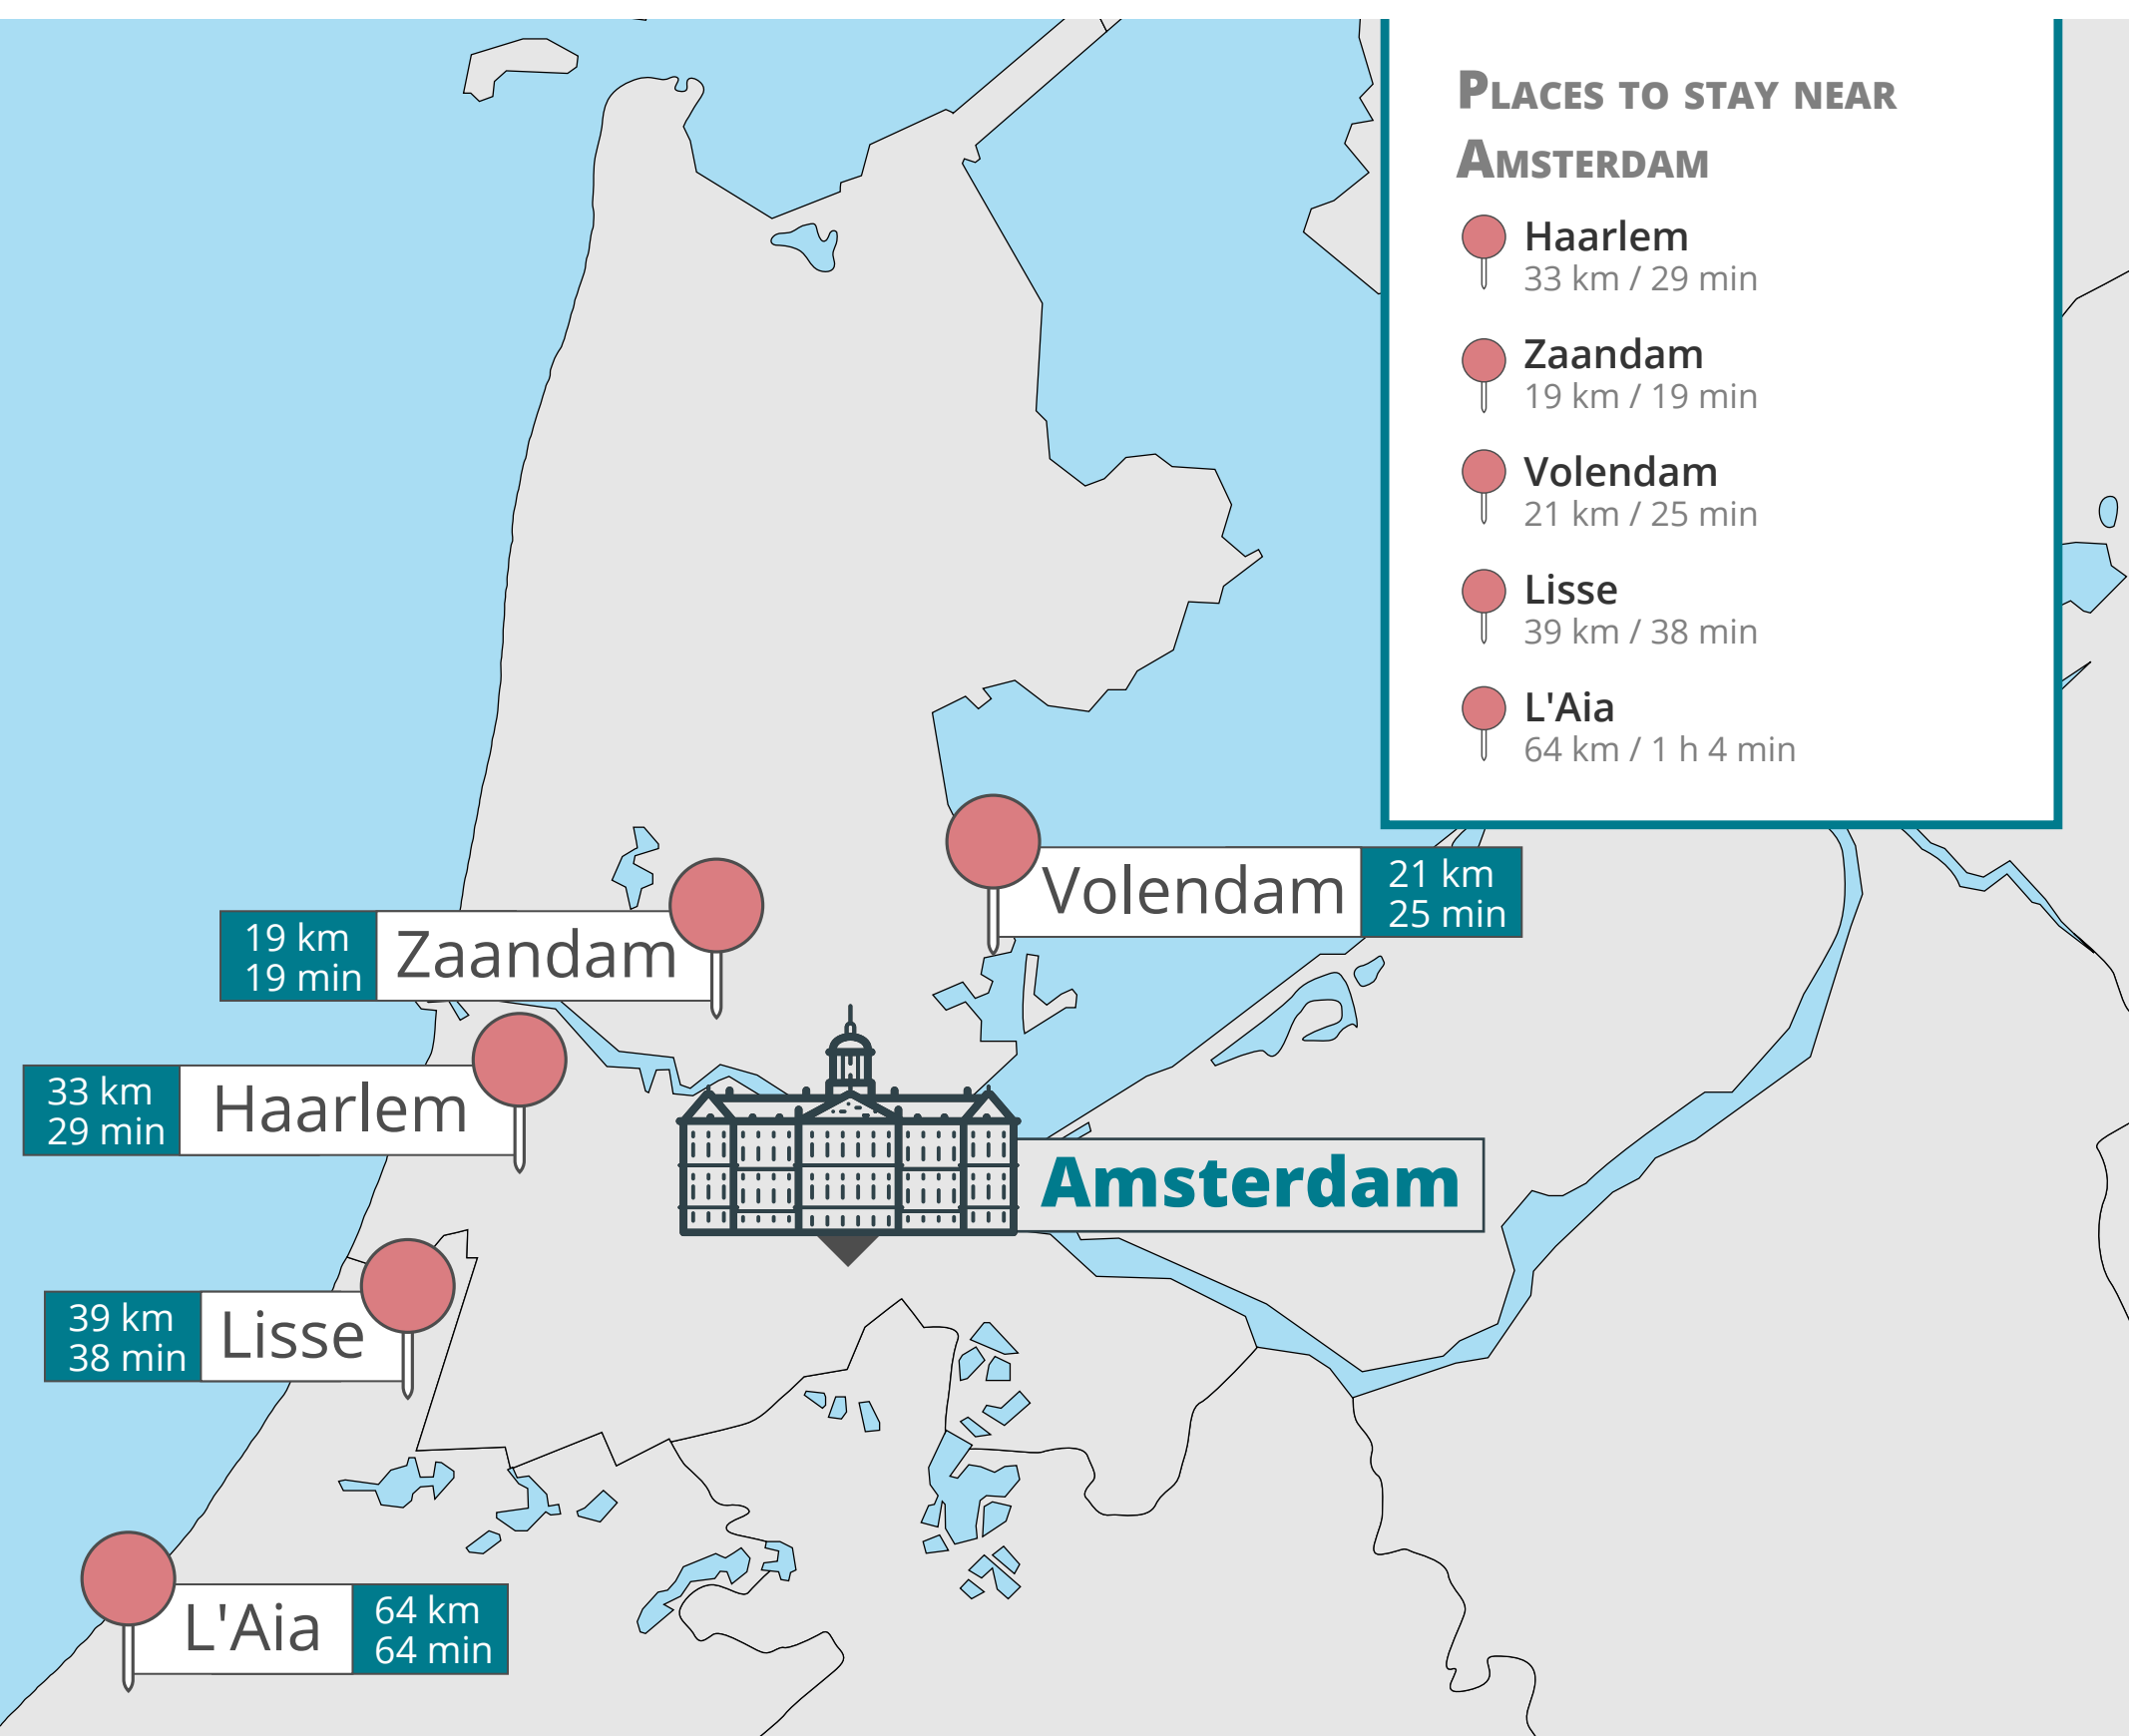 Places to stay near
Amsterdam
Haarlem
33 km / 29 min
Zaandam
19 km / 19 min
Volendam
21 km / 25 min
Lisse
39 km / 38 min
L'Aia
64 km / 1 h 4 min
Volendam
21 km
25 min
19 km
19 min
Zaandam
33 km
29 min
Haarlem
Amsterdam
39 km
38 min
Lisse
L'Aia
64 km
64 min